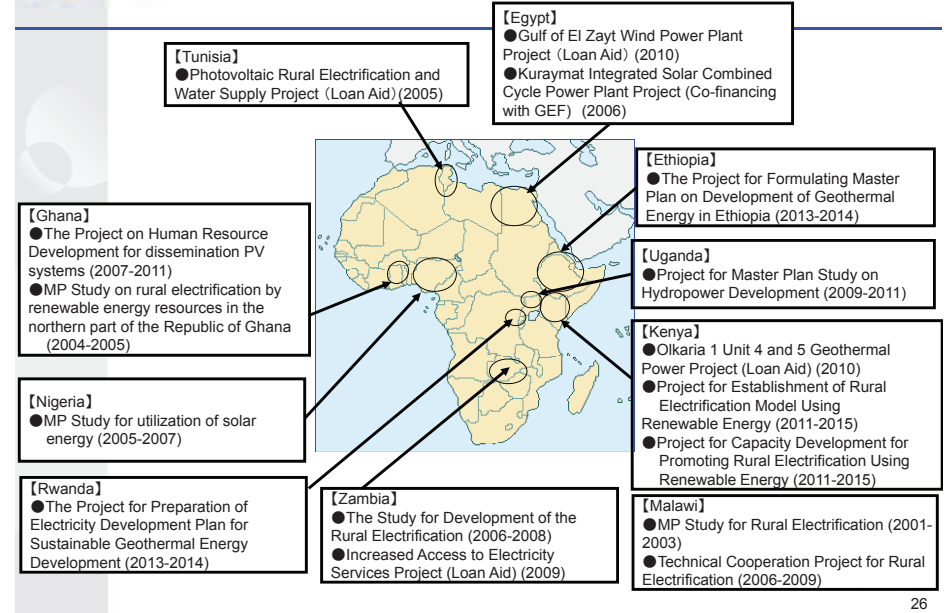 【Egypt】
●Gulf of El Zayt Wind Power Plant
Project (Loan Aid) (2010)
●Kuraymat Integrated Solar Combined
Cycle Power Plant Project (Co-financing
with GEF) (2006)
【Tunisia】
●Photovoltaic Rural Electrification and
Water Supply Project (Loan Aid)(2005)
【Ethiopia】
●The Project for Formulating Master
Plan on Development of Geothermal
Energy in Ethiopia (2013-2014)
【Ghana】
●The Project on Human Resource
Development for dissemination PV
systems (2007-2011)
●MP Study on rural electrification by
renewable energy resources in the
northern part of the Republic of Ghana
(2004-2005)
【Uganda】
●Project for Master Plan Study on
Hydropower Development (2009-2011)
【Kenya】
●Olkaria 1 Unit 4 and 5 Geothermal
Power Project (Loan Aid) (2010)
●Project for Establishment of Rural
Electrification Model Using
Renewable Energy (2011-2015)
●Project for Capacity Development for
Promoting Rural Electrification Using
Renewable Energy (2011-2015)
【Nigeria】
●MP Study for utilization of solar
energy (2005-2007)
【Rwanda】
●The Project for Preparation of
Electricity Development Plan for
Sustainable Geothermal Energy
Development (2013-2014)
【Zambia】
●The Study for Development of the
Rural Electrification (2006-2008)
●Increased Access to Electricity
Services Project (Loan Aid) (2009)
【Malawi】
●MP Study for Rural Electrification (2001-
2003)
●Technical Cooperation Project for Rural
Electrification (2006-2009)
26